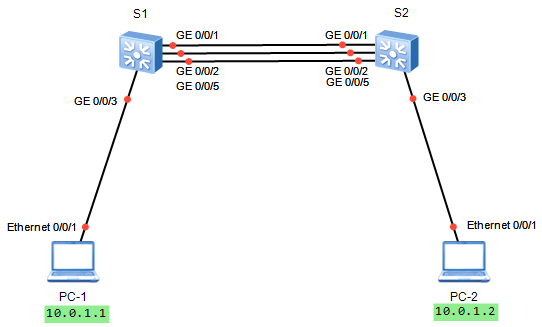 S1
S2
GE 0/0/1
GE 0/0/1
GE 0/0/2
GE 0/0/2
GE 0/0/5
GE 0/0/5
GE 0/0/3
GE 0/0/3
Ethernet 0/0/1
Ethernet 0/0/1
PC-1
PC-2
10.0.1.1
10.0.1.2